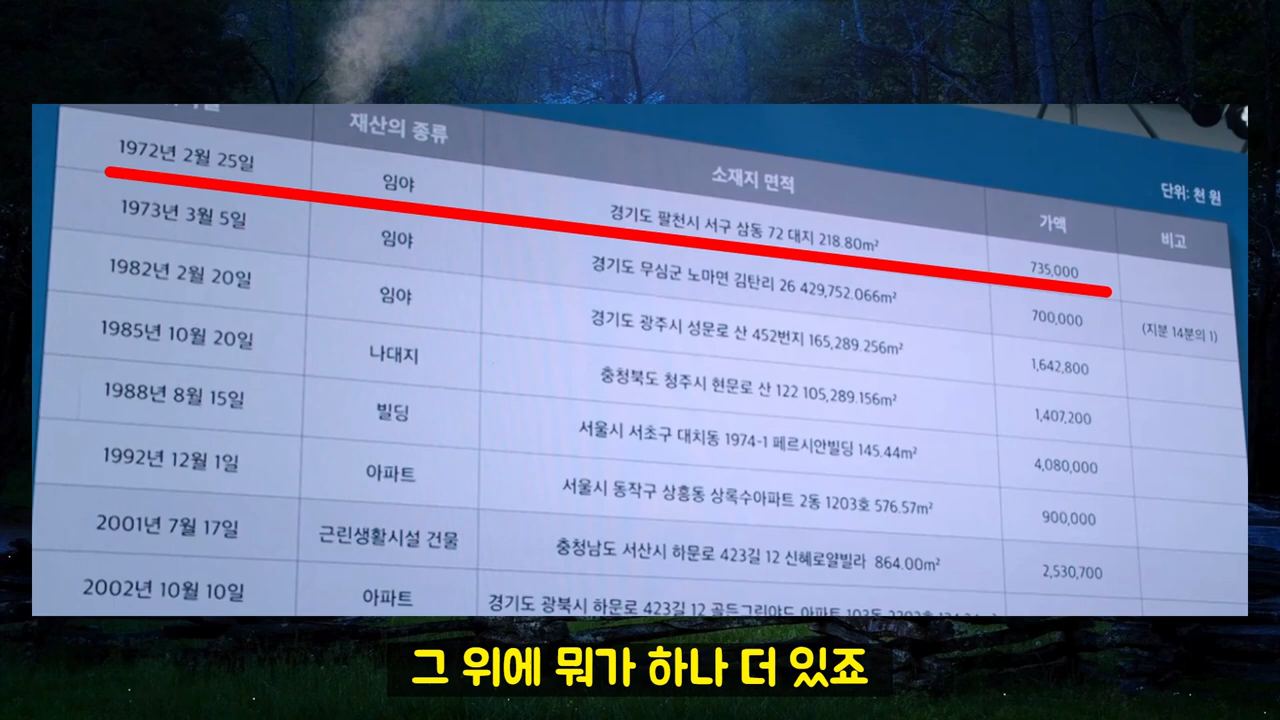 단위: 천 원
재산의 종류 소재지 면적 가액 비고
1972년 2월 25일 임야 경기도 팔천시 서구 삼동 72 대지 218.80m² 735,000
1973년 3월 5일 임야 경기도 무심군 노마면 김탄리 26 429,752.066m² 700,000 (지분 14분의 1)
1982년 2월 20일 임야 경기도 광주시 성문로 산 452번지 165,289.256m² 1,642,800
1985년 10월 20일 나대지 충청북도 청주시 현문로 산 122 105,289.156m² 1,407,200
1988년 8월 15일 빌딩 서울시 서초구 대치동 1974-1 페르시안빌딩 145.44m² 4,080,000
1992년 12월 1일 아파트 서울시 동작구 상흥동 상록수아파트 2동 1203호 576.57m² 900,000
2001년 7월 17일 근린생활시설 건물 충청남도 서산시 하문로 423길 12 신혜로얄빌라 864.00m² 2,530,700
2002년 10월 10일 아파트 경기도 광북시 하문로 423길 12 골든그린야드 아파트
그 위에 뭐가 하나 더 있죠